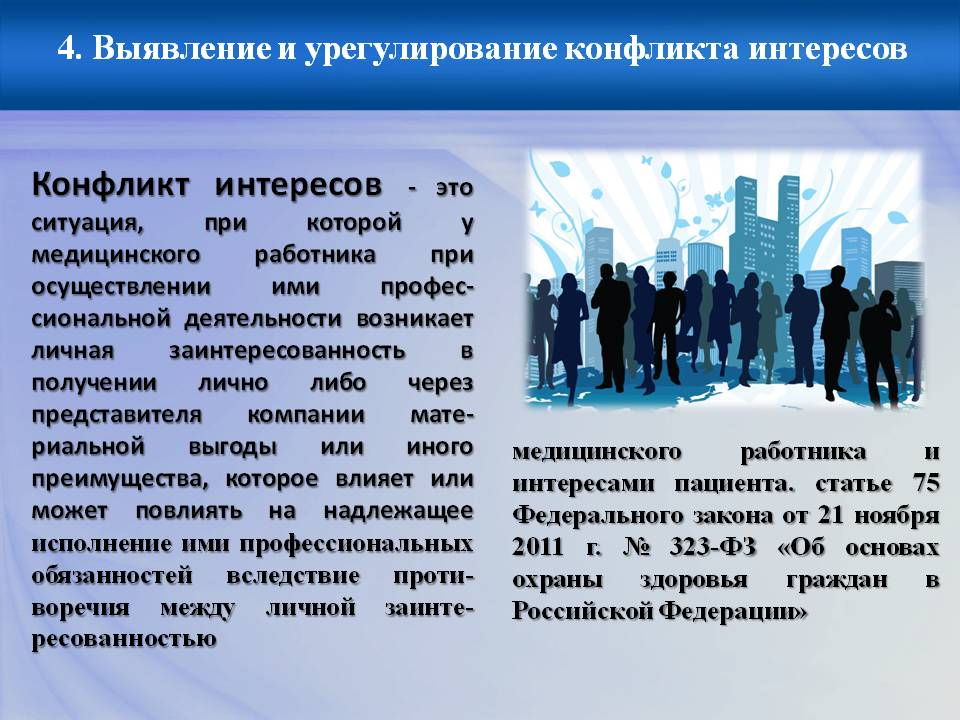 4. Выявление и урегулирование конфликта интересов
Конфликт интересов - это
ситуация, при которой у
медицинского работника при
осуществлении ими профес-
сиональной деятельности возникает
личная заинтересованность в
получении лично либо через
представителя компании мате-
риальной выгоды или иного
преимущества, которое влияет или
может повлиять на надлежащее
исполнение ими профессиональных
обязанностей вследствие проти-
воречия между личной заинте-
ресованностью
медицинского работника и
интересами пациента. статье 75
Федерального закона от 21 ноября
2011 г. № 323-ФЗ «Об основах
охраны здоровья граждан в
Российской Федерации»